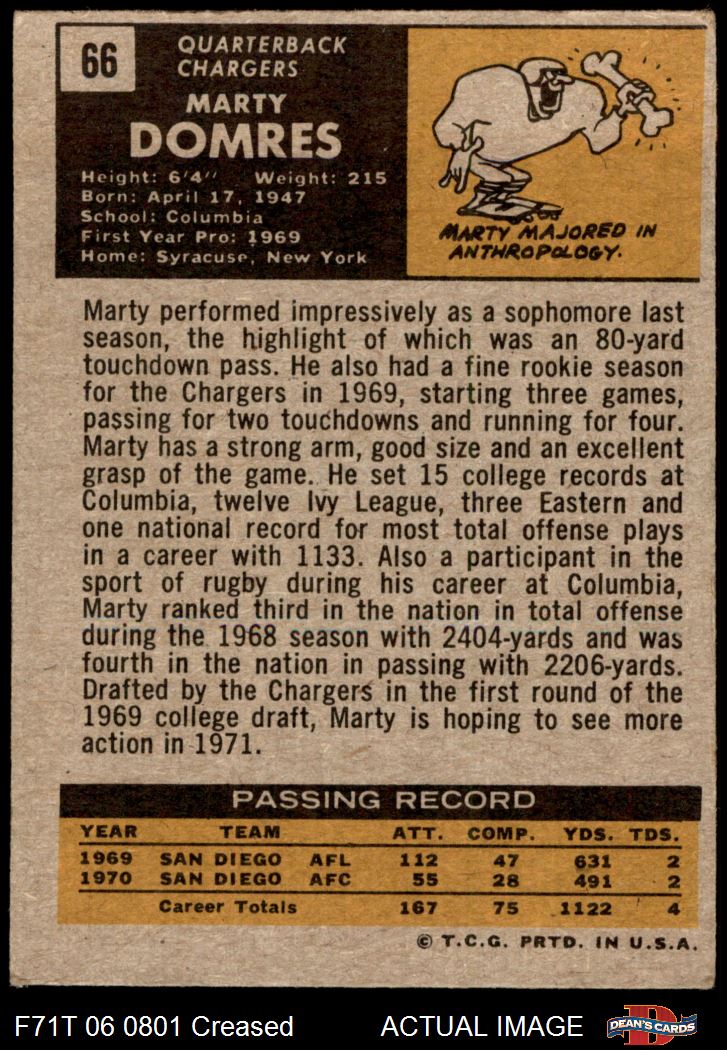 66
QUARTERBACK
CHARGERS
MARTY
DOMRES
Height: 6'4" Weight: 215
Born: April 17, 1947
School: Columbia
First Year Pro: 1969
Home: Syracuse, New York
MARTY MAJORED IN
ANTHROPOLOGY.
Marty performed impressively as a sophomore last
season, the highlight of which was an 80-yard
touchdown pass. He also had a fine rookie season
for the Chargers in 1969, starting three games,
passing for two touchdowns and running for four.
Marty has a strong arm, good size and an excellent
grasp of the game. He set 15 college records at
Columbia, twelve Ivy League, three Eastern and
one national record for most total offense plays
in a career with 1133. Also a participant in the
sport of rugby during his career at Columbia,
Marty ranked third in the nation in total offense
during the 1968 season with 2404-yards and was
fourth in the nation in passing with 2206-yards.
Drafted by the Chargers in the first round of the
1969 college draft, Marty is hoping to see more
action in 1971.
PASSING RECORD
YEAR TEAM ATT. COMP. YDS. TDS.
1969 SAN DIEGO AFL 112 47 631 2
1970 SAN DIEGO AFC 55 28 491 2
Career Totals 167 75 1122 4
© T.C.G. PRTD. IN U.S.A.
F71T 06 0801 Creased ACTUAL IMAGE
D
DEAN'S CARDS